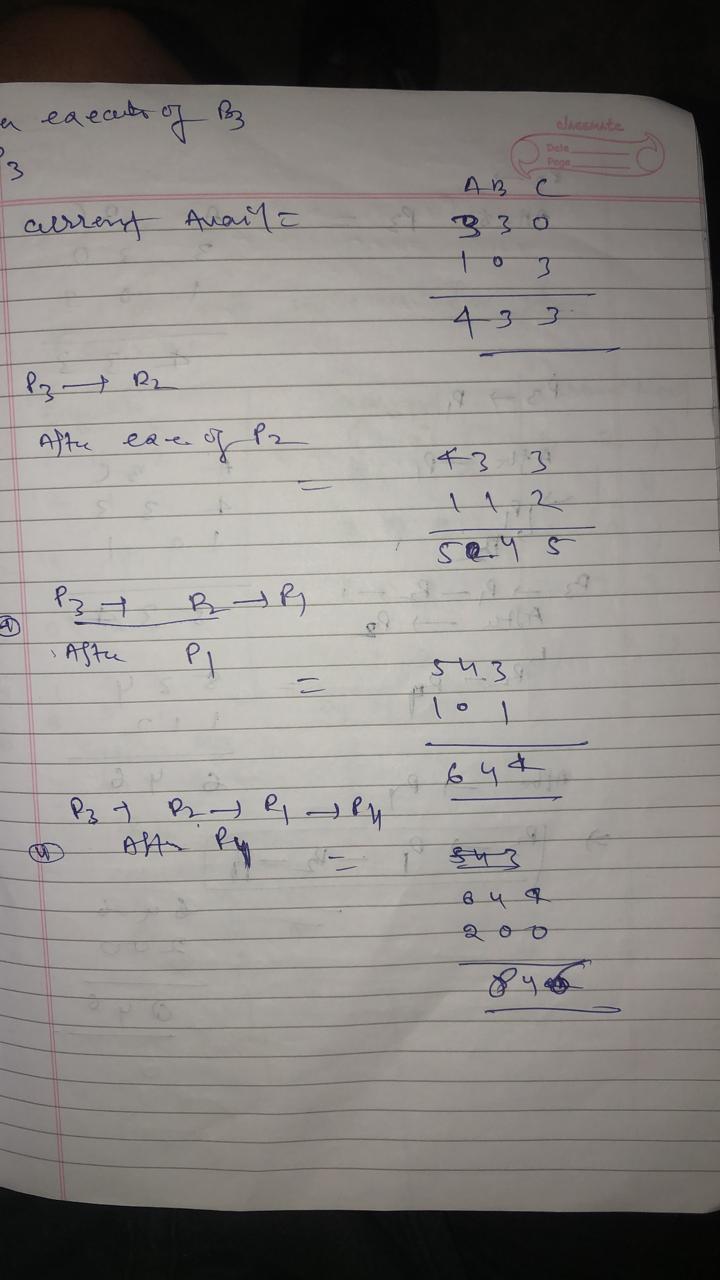 execute of P3
P3
classmate
Date
Page
A B C
current Avail = 3 3 0
1 0 3
4 3 3
P3 → P2
After exe of P2
= 4 3 3
1 1 2
5 4 5
P3 → P2 → P1
After P1
= 5 4 3
1 0 1
6 4 4
P3 → P2 → P1 → P4
④ After P4
= 5 4 3
6 4 4
2 0 0
8 4 6